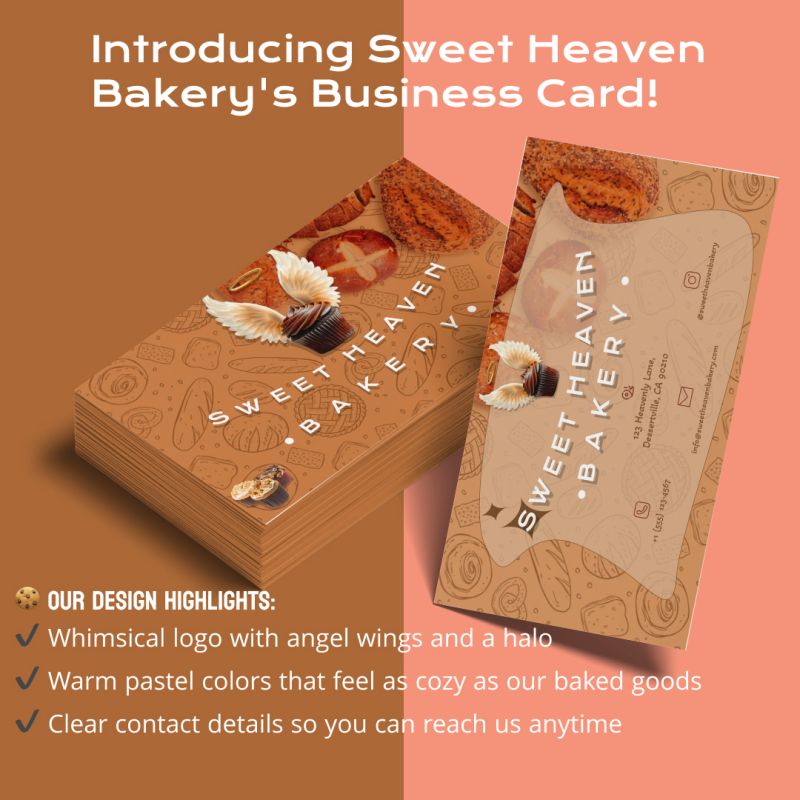 Introducing Sweet Heaven
Bakery's Business Card!
SWEET HEAVEN
•BAKERY•
SWEET HEAVEN
•BAKERY•
123 Heavenly Lane,
Dessertville, CA 90210
@sweetheavenbakery
info@sweetheavenbakery.com
+1 (555) 123-4567
OUR DESIGN HIGHLIGHTS:
✔ Whimsical logo with angel wings and a halo
✔ Warm pastel colors that feel as cozy as our baked goods
✔ Clear contact details so you can reach us anytime